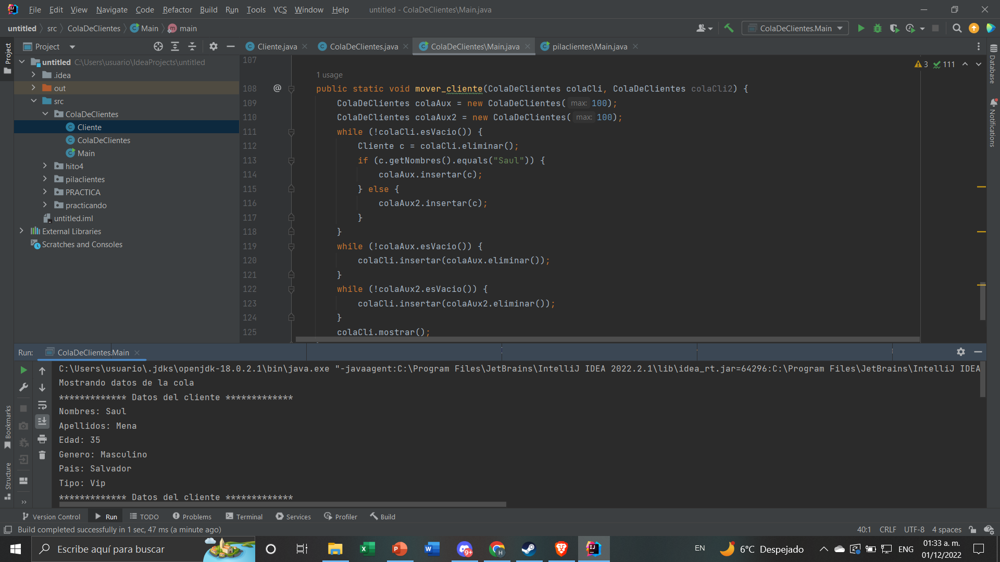 File Edit View Navigate Code Refactor Build Run Tools VCS Window Help untitled - ColaDeClientes\Main.java
untitled src ColaDeClientes Main main ColaDeClientes.Main
Project Cliente.java ColaDeClientes.java ColaDeClientes\Main.java pilaclientes\Main.java
untitled C:\Users\usuario\IdeaProjects\untitled
.idea
out
src
ColaDeClientes
Cliente
ColaDeClientes
Main
hito4
pilaclientes
PRACTICA
practicando
untitled.iml
External Libraries
Scratches and Consoles
Project
Bookmarks
Structure
3 111
107
1 usage
108 @ public static void mover_cliente(ColaDeClientes colaCli, ColaDeClientes colaCli2) {
109 ColaDeClientes colaAux = new ColaDeClientes( max: 100);
110 ColaDeClientes colaAux2 = new ColaDeClientes( max: 100);
111 while (!colaCli.esVacio()) {
112 Cliente c = colaCli.eliminar();
113 if (c.getNombres().equals("Saul")) {
114 colaAux.insertar(c);
115 } else {
116 colaAux2.insertar(c);
117 }
118 }
119 while (!colaAux.esVacio()) {
120 colaCli.insertar(colaAux.eliminar());
121 }
122 while (!colaAux2.esVacio()) {
123 colaCli.insertar(colaAux2.eliminar());
124 }
125 colaCli.mostrar();
Database
Notifications
Run: ColaDeClientes.Main
C:\Users\usuario\.jdks\openjdk-18.0.2.1\bin\java.exe "-javaagent:C:\Program Files\JetBrains\IntelliJ IDEA 2022.2.1\lib\idea_rt.jar=64296:C:\Program Files\JetBrains\IntelliJ IDEA
Mostrando datos de la cola
************* Datos del cliente *************
Nombres: Saul
Apellidos: Mena
Edad: 35
Genero: Masculino
Pais: Salvador
Tipo: Vip
************* Datos del cliente *************
Version Control Run TODO Problems Terminal Services Profiler Build
Build completed successfully in 1 sec, 47 ms (a minute ago) 40:1 CRLF UTF-8 4 spaces
Escribe aquí para buscar 9+ EN 6°C Despejado ENG 01:33 a. m.
01/12/2022